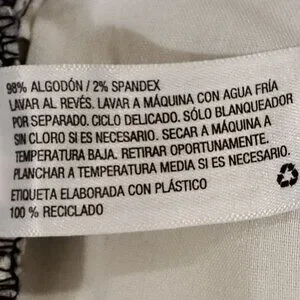 98% ALGODÓN / 2% SPANDEX
LAVAR AL REVÉS. LAVAR A MÁQUINA CON AGUA FRÍA
POR SEPARADO. CICLO DELICADO. SÓLO BLANQUEADOR
SIN CLORO SI ES NECESARIO. SECAR A MÁQUINA A
TEMPERATURA BAJA. RETIRAR OPORTUNAMENTE.
PLANCHAR A TEMPERATURA MEDIA SI ES NECESARIO.
ETIQUETA ELABORADA CON PLÁSTICO
100 % RECICLADO